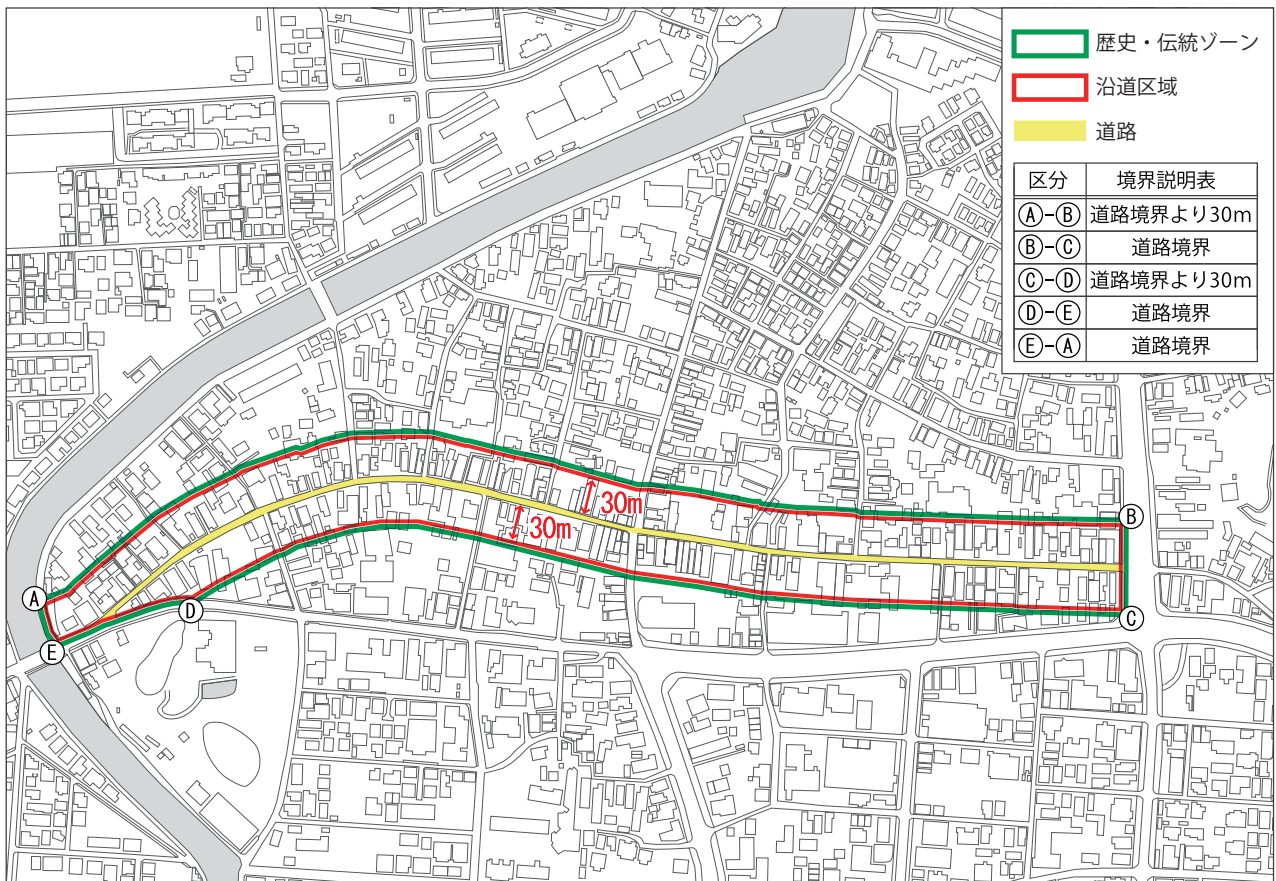 歴史・伝統ゾーン
沿道区域
道路
区分 境界説明表
Ⓐ-Ⓑ 道路境界より30m
Ⓑ-Ⓒ 道路境界
Ⓒ-Ⓓ 道路境界より30m
Ⓓ-Ⓔ 道路境界
Ⓔ-Ⓐ 道路境界
30m
30m
B
A
D
C
E